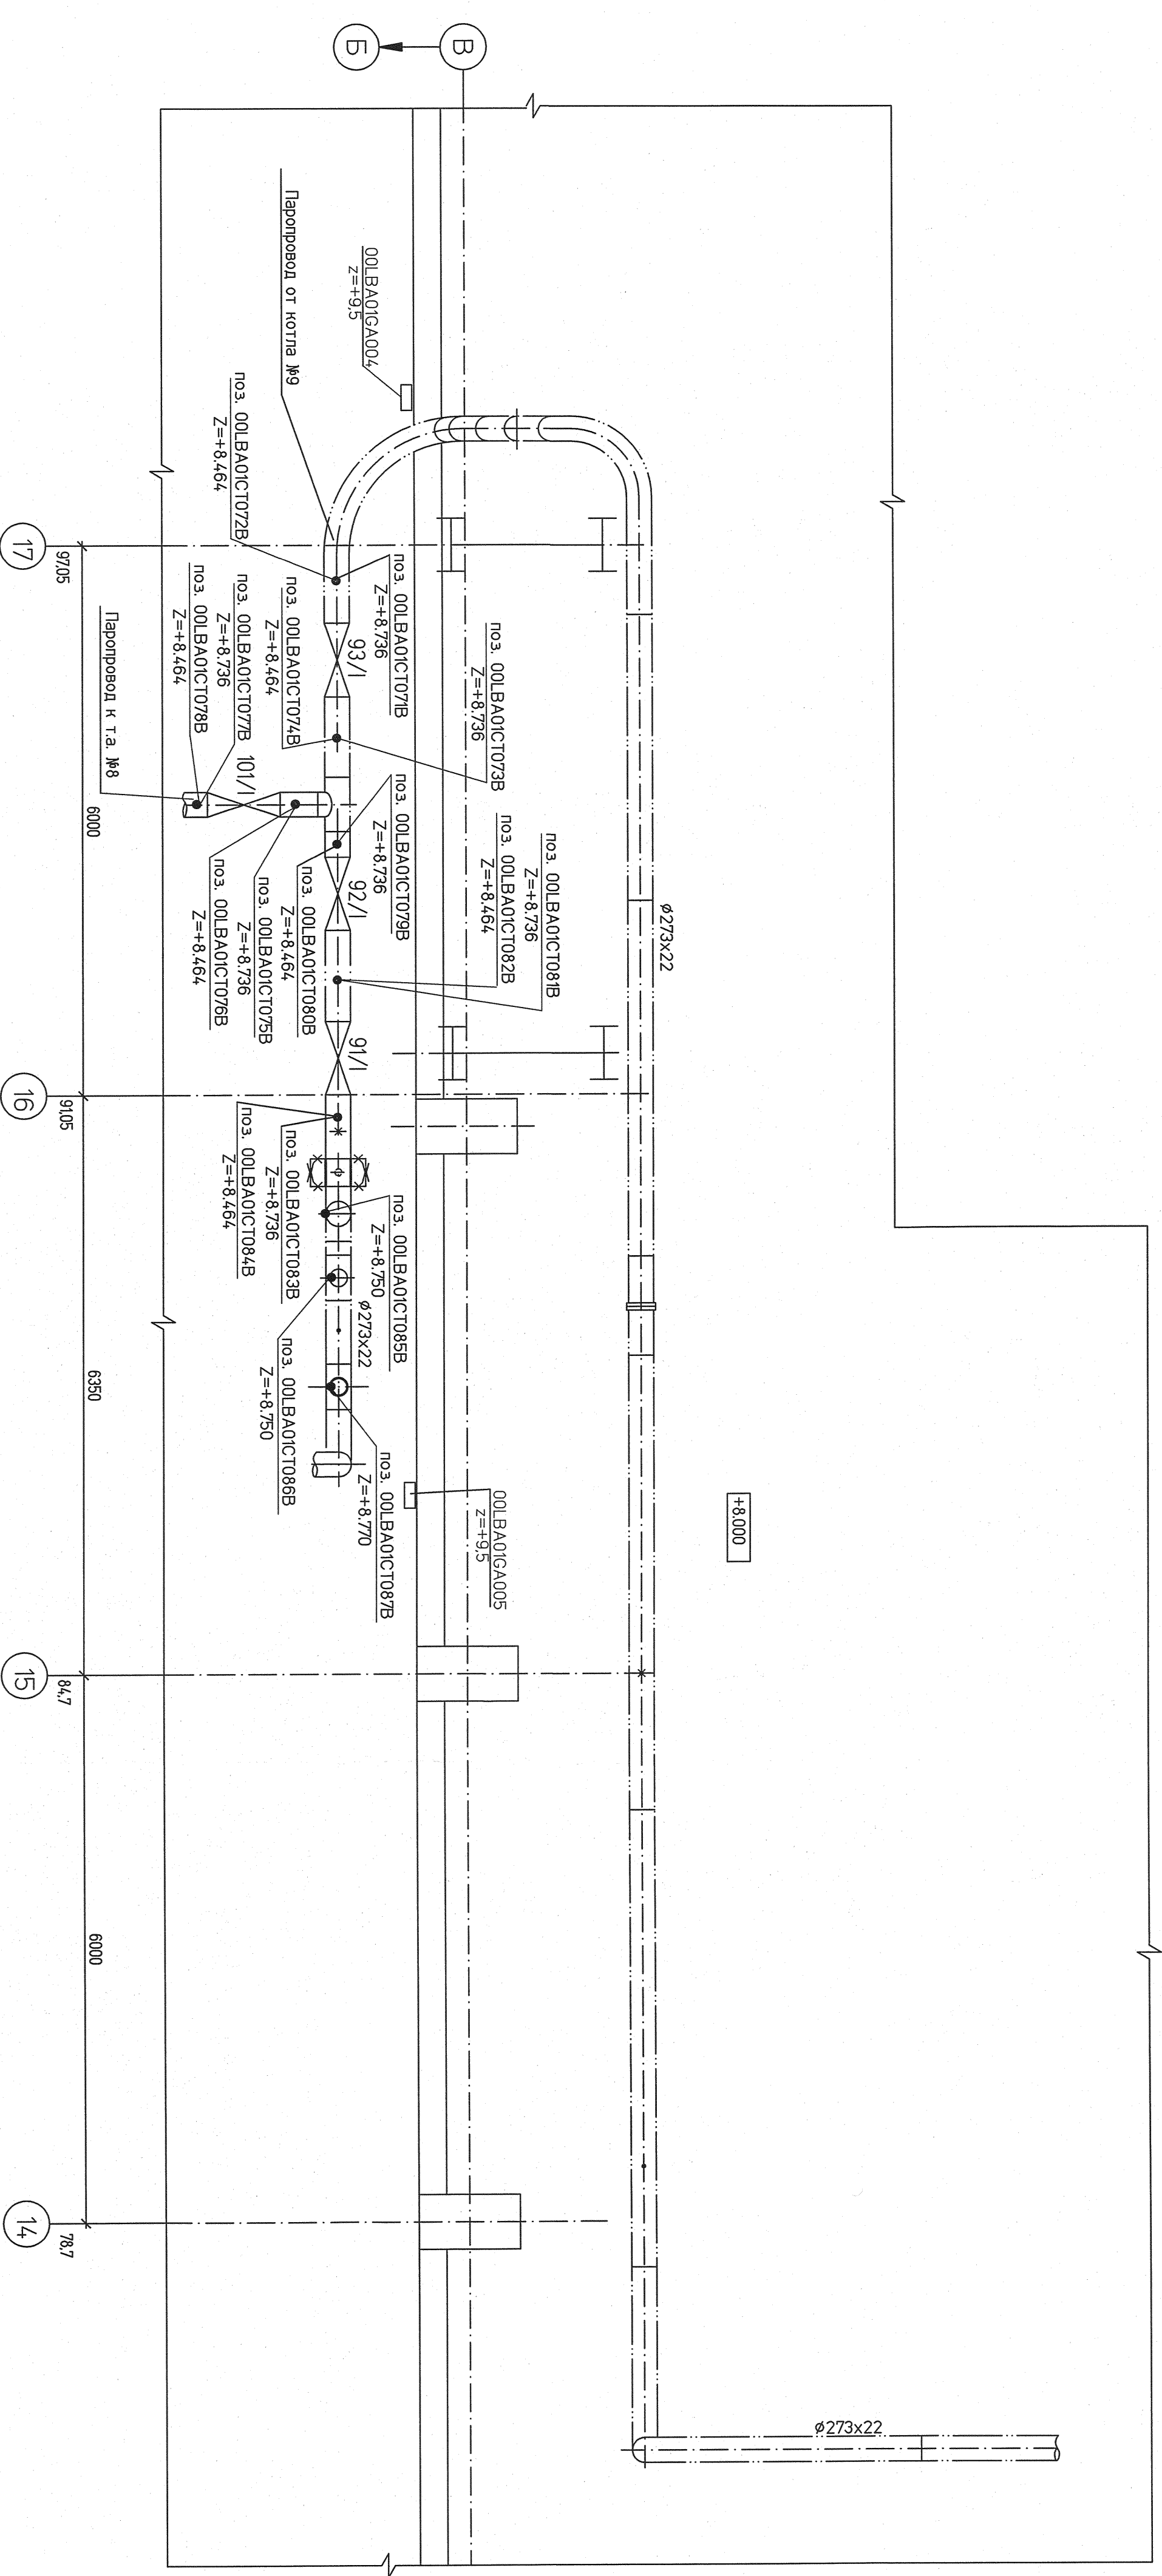 Б
В
00LBA01GA004
z=+9,5
Паропровод от котла №9
поз. 00LBA01CT072B
Z=+8.464
поз. 00LBA01CT071B
Z=+8.736
93/I
поз. 00LBA01CT074B
Z=+8.464
поз. 00LBA01CT073B
Z=+8.736
поз. 00LBA01CT077B
Z=+8.736
поз. 00LBA01CT078B
Z=+8.464
101/I
Паропровод к т.а. №8
поз. 00LBA01CT079B
Z=+8.736
92/I
поз. 00LBA01CT080B
Z=+8.464
поз. 00LBA01CT075B
Z=+8.736
поз. 00LBA01CT076B
Z=+8.464
поз. 00LBA01CT081B
Z=+8.736
поз. 00LBA01CT082B
Z=+8.464
ø273x22
91/I
поз. 00LBA01CT083B
Z=+8.736
поз. 00LBA01CT084B
Z=+8.464
поз. 00LBA01CT085B
Z=+8.750
ø273x22
поз. 00LBA01CT086B
Z=+8.750
поз. 00LBA01CT087B
Z=+8.770
00LBA01GA005
z=+9,5
+8.000
ø273x22
17
97,05
6000
16
91,05
6350
15
84,7
6000
14
78,7